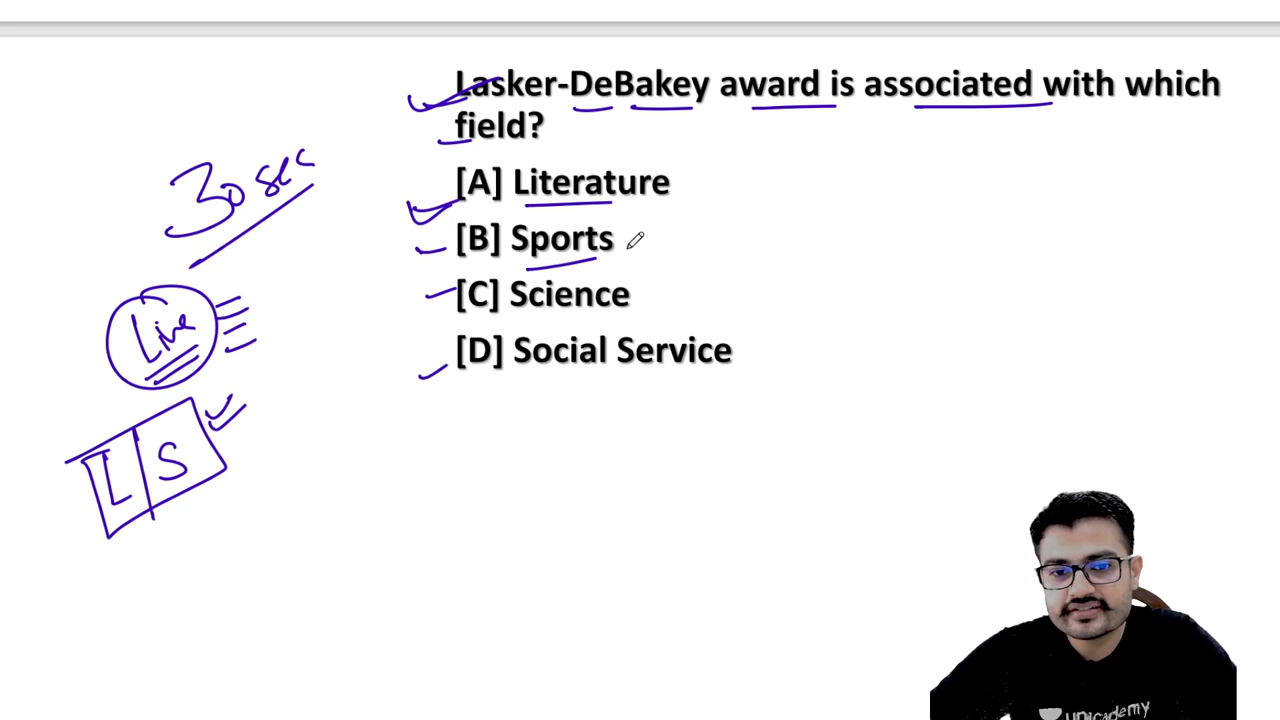 Lasker-DeBakey award is associated with which
field?
[A] Literature
[B] Sports
[C] Science
[D] Social Service
30 sec
Live
L S
unacademy